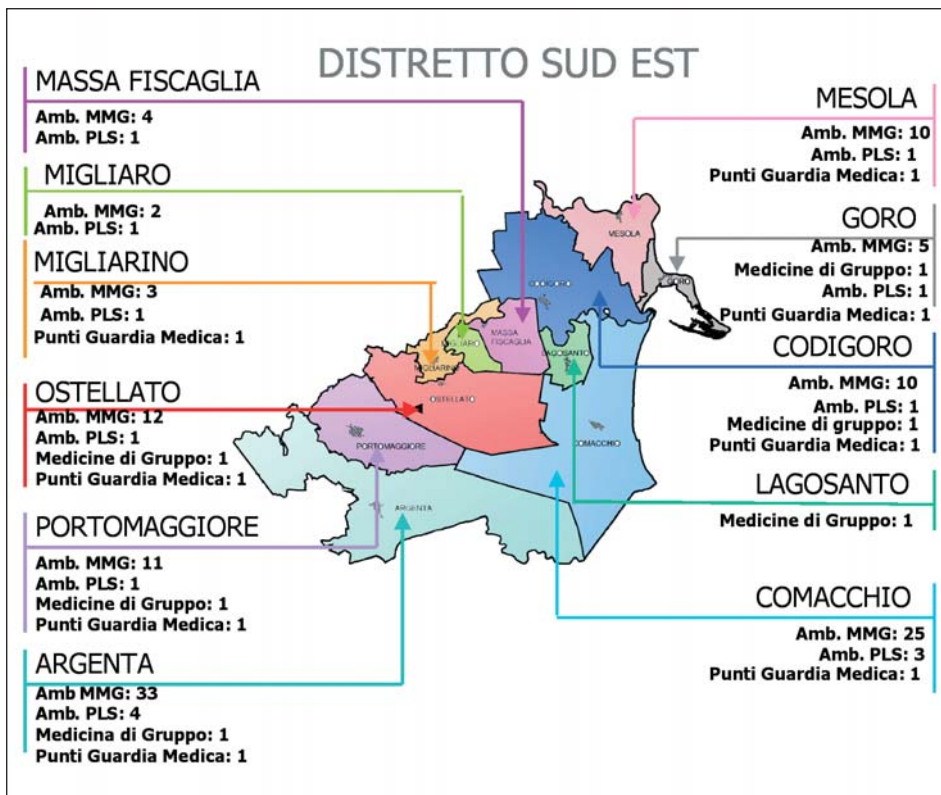 DISTRETTO SUD EST
MASSA FISCAGLIA
Amb. MMG: 4
Amb. PLS: 1
MIGLIARO
Amb. MMG: 2
Amb. PLS: 1
MIGLIARINO
Amb. MMG: 3
Amb. PLS: 1
Punti Guardia Medica: 1
OSTELLATO
Amb. MMG: 12
Amb. PLS: 1
Medicine di Gruppo: 1
Punti Guardia Medica: 1
PORTOMAGGIORE
Amb. MMG: 11
Amb. PLS: 1
Medicine di Gruppo: 1
Punti Guardia Medica: 1
ARGENTA
Amb MMG: 33
Amb. PLS: 4
Medicina di Gruppo: 1
Punti Guardia Medica: 1
MESOLA
Amb. MMG: 10
Amb. PLS: 1
Punti Guardia Medica: 1
GORO
Amb. MMG: 5
Medicine di Gruppo: 1
Amb. PLS: 1
Punti Guardia Medica: 1
CODIGORO
Amb. MMG: 10
Amb. PLS: 1
Medicine di gruppo: 1
Punti Guardia Medica: 1
LAGOSANTO
Medicine di Gruppo: 1
COMACCHIO
Amb. MMG: 25
Amb. PLS: 3
Punti Guardia Medica: 1
MESOLA
GORO
CODIGORO
MASSA
FISCAGLIA
MIGLIARO
LAGOSANTO
MIGLIARINO
OSTELLATO
PORTOMAGGIORE
COMACCHIO
ARGENTA